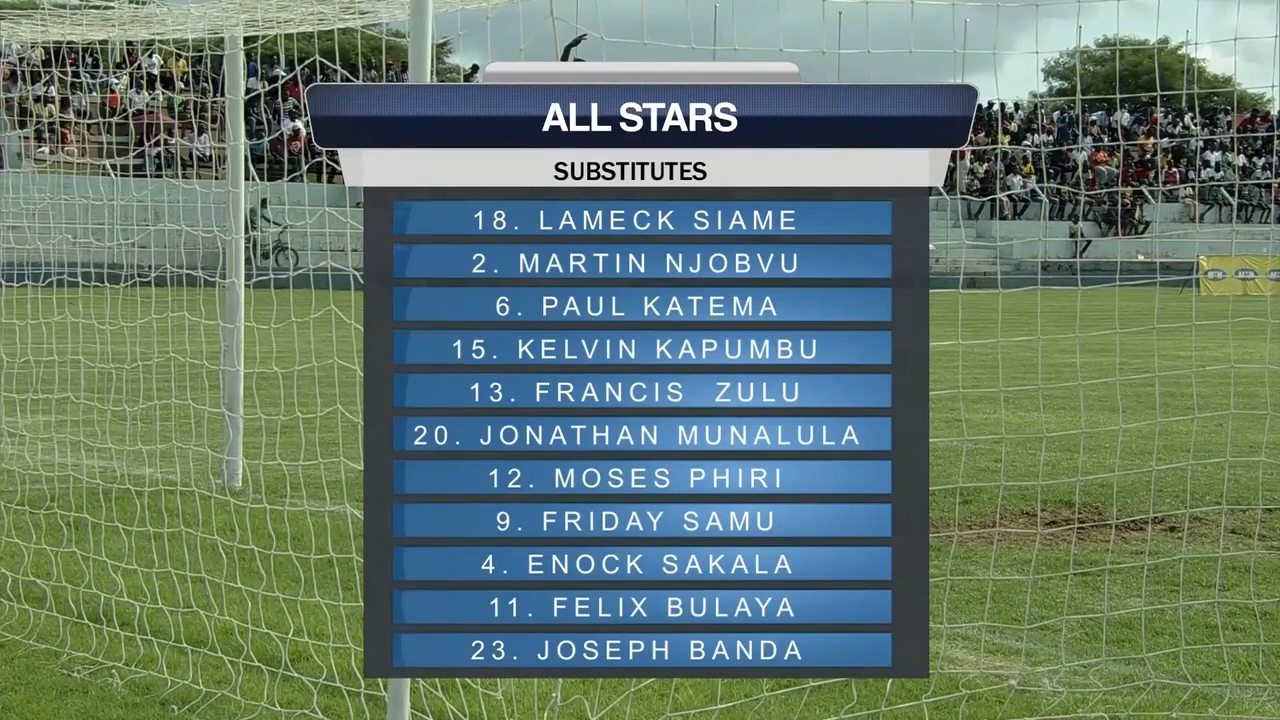 ALL STARS
SUBSTITUTES
18. LAMECK SIAME
2. MARTIN NJOBVU
6. PAUL KATEMA
15. KELVIN KAPUMBU
13. FRANCIS  ZULU
20. JONATHAN MUNALULA
12. MOSES PHIRI
9. FRIDAY SAMU
4. ENOCK SAKALA
11. FELIX BULAYA
23. JOSEPH BANDA